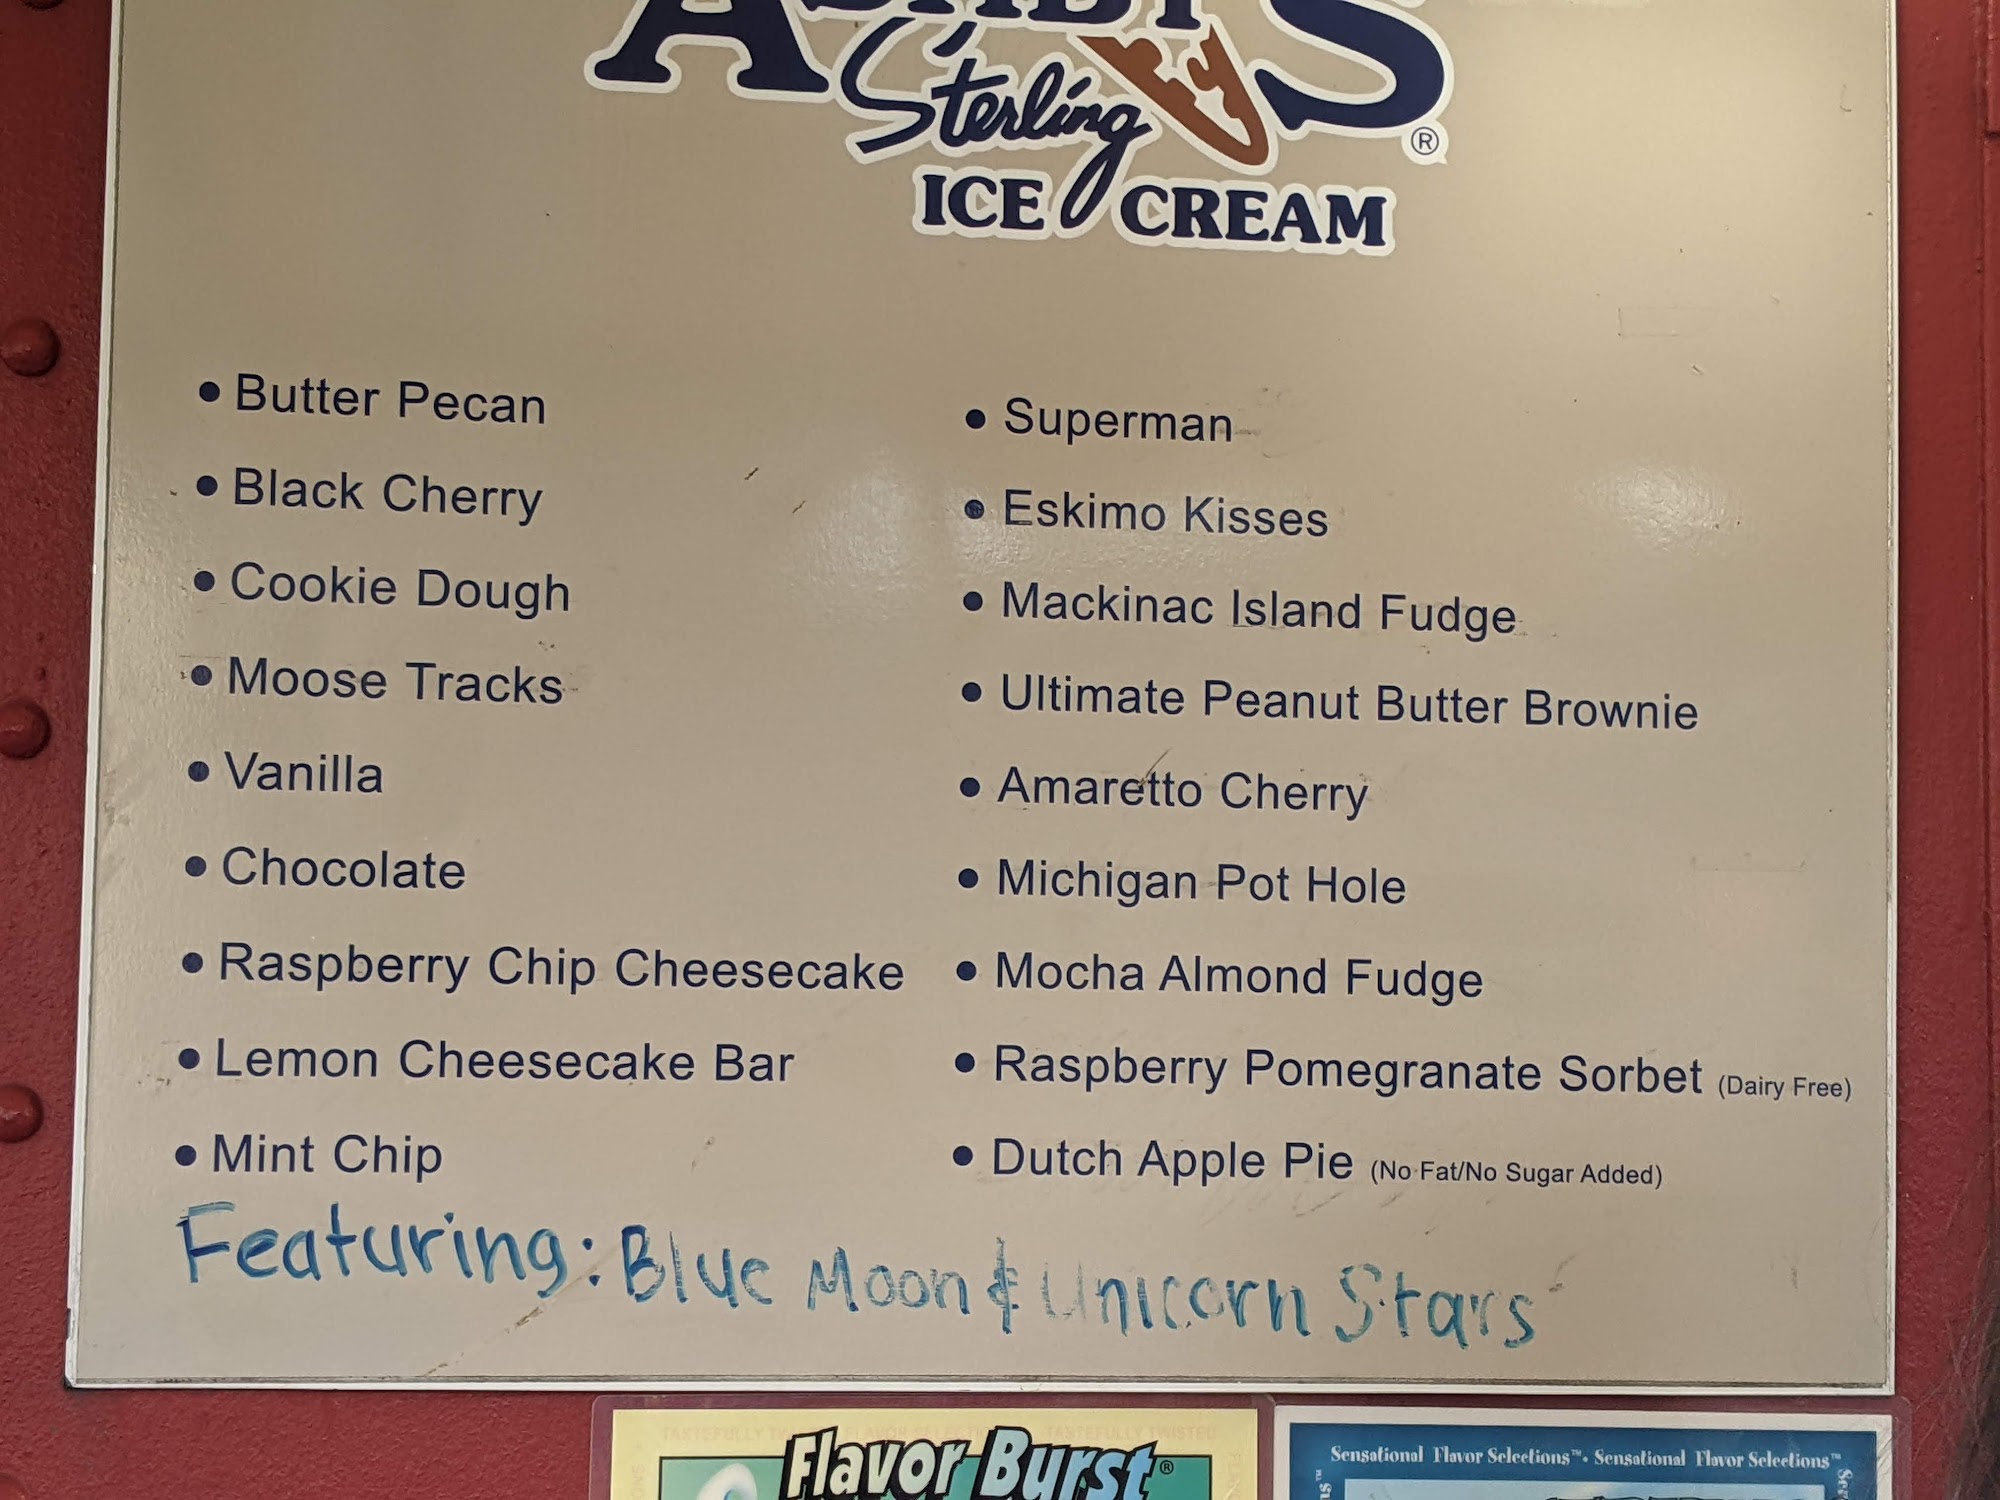 Sterling
ICE CREAM
®
• Butter Pecan
• Black Cherry
• Cookie Dough
• Moose Tracks
• Vanilla
• Chocolate
• Raspberry Chip Cheesecake
• Lemon Cheesecake Bar
• Mint Chip
• Superman
• Eskimo Kisses
• Mackinac Island Fudge
• Ultimate Peanut Butter Brownie
• Amaretto Cherry
• Michigan Pot Hole
• Mocha Almond Fudge
• Raspberry Pomegranate Sorbet (Dairy Free)
• Dutch Apple Pie (No Fat/No Sugar Added)
Featuring: Blue Moon & Unicorn Stars
Flavor Burst®
Sensational Flavor Selections™ • Sensational Flavor Selections™